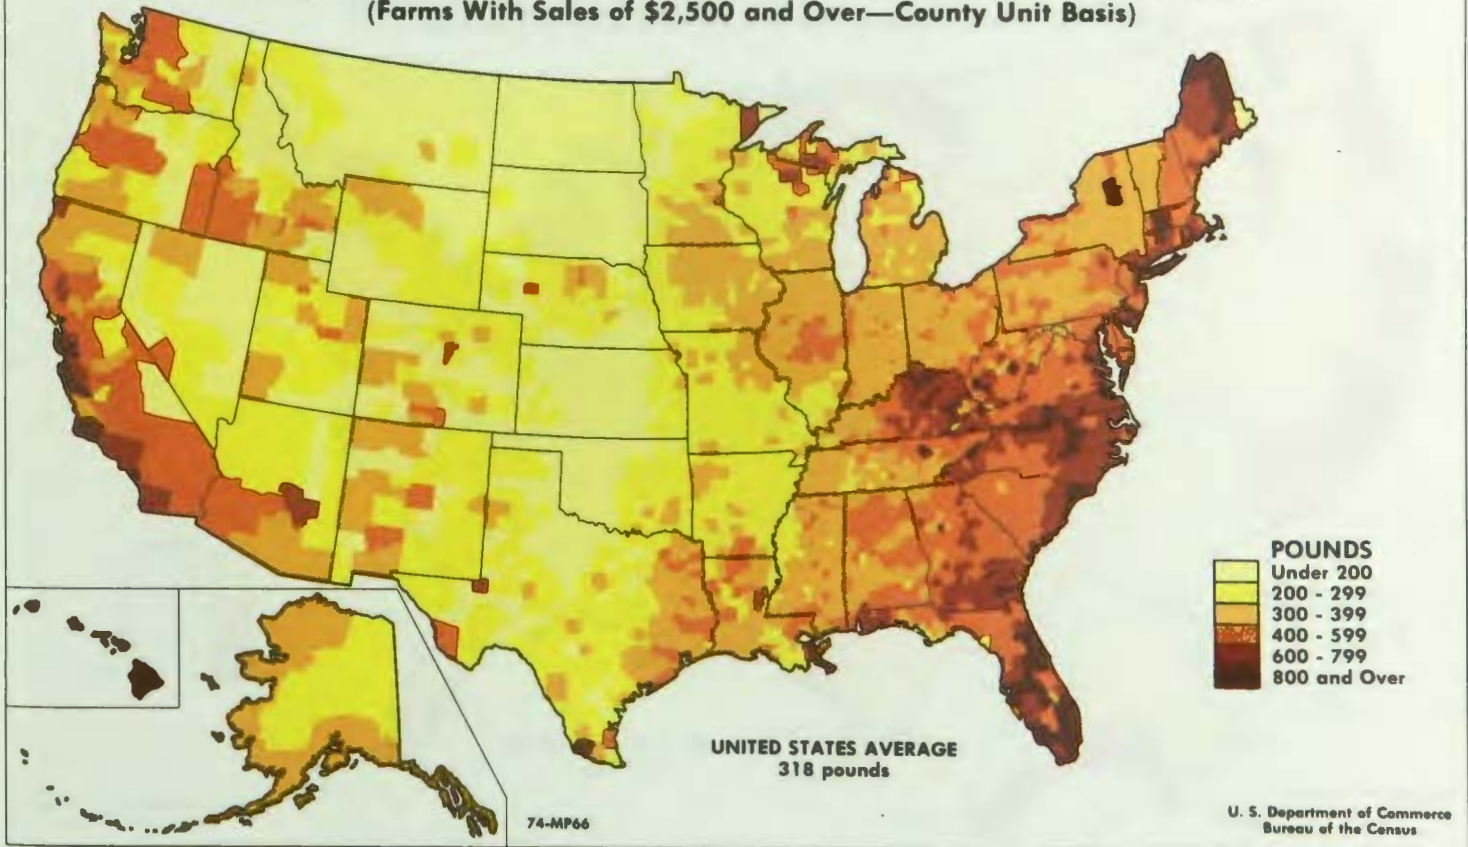 (Farms With Sales of $2,500 and Over—County Unit Basis)
POUNDS
Under 200
200 - 299
300 - 399
400 - 599
600 - 799
800 and Over
UNITED STATES AVERAGE
318 pounds
74-MP66
U. S. Department of Commerce
Bureau of the Census